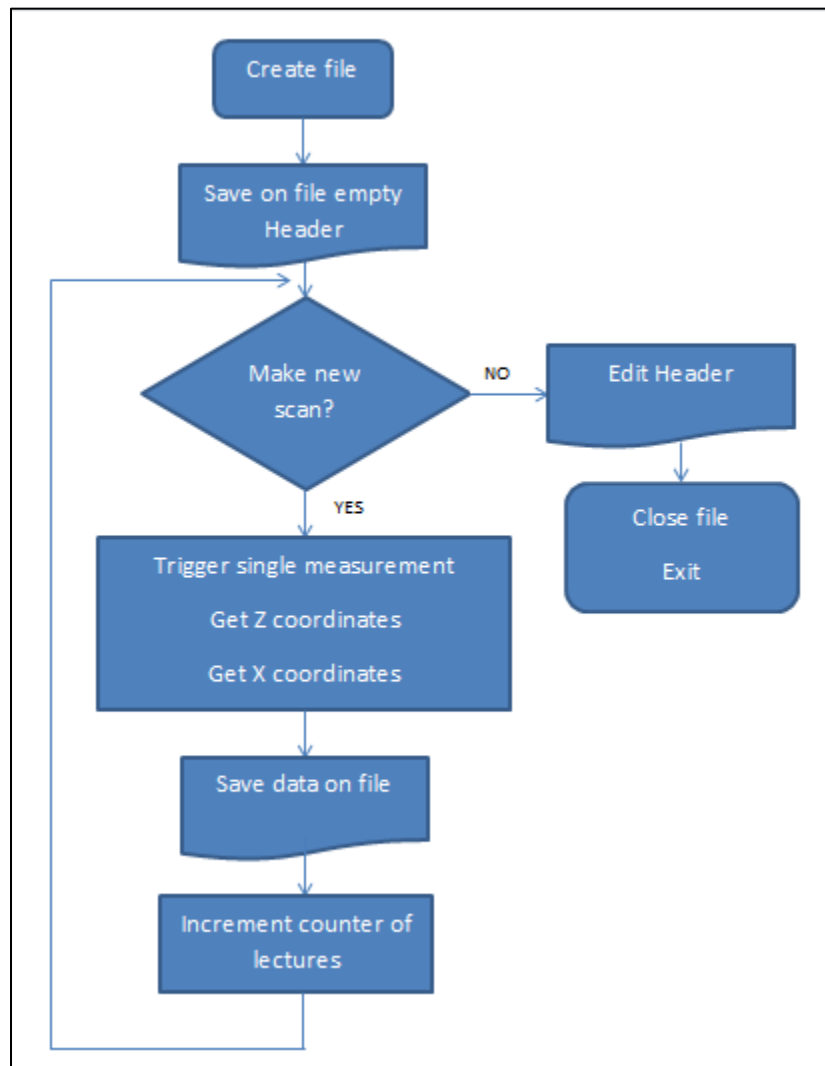 Create file
Save on file empty
Header
Make new
scan?
NO
Edit Header
YES
Close file
Exit
Trigger single measurement
Get Z coordinates
Get X coordinates
Save data on file
Increment counter of
lectures